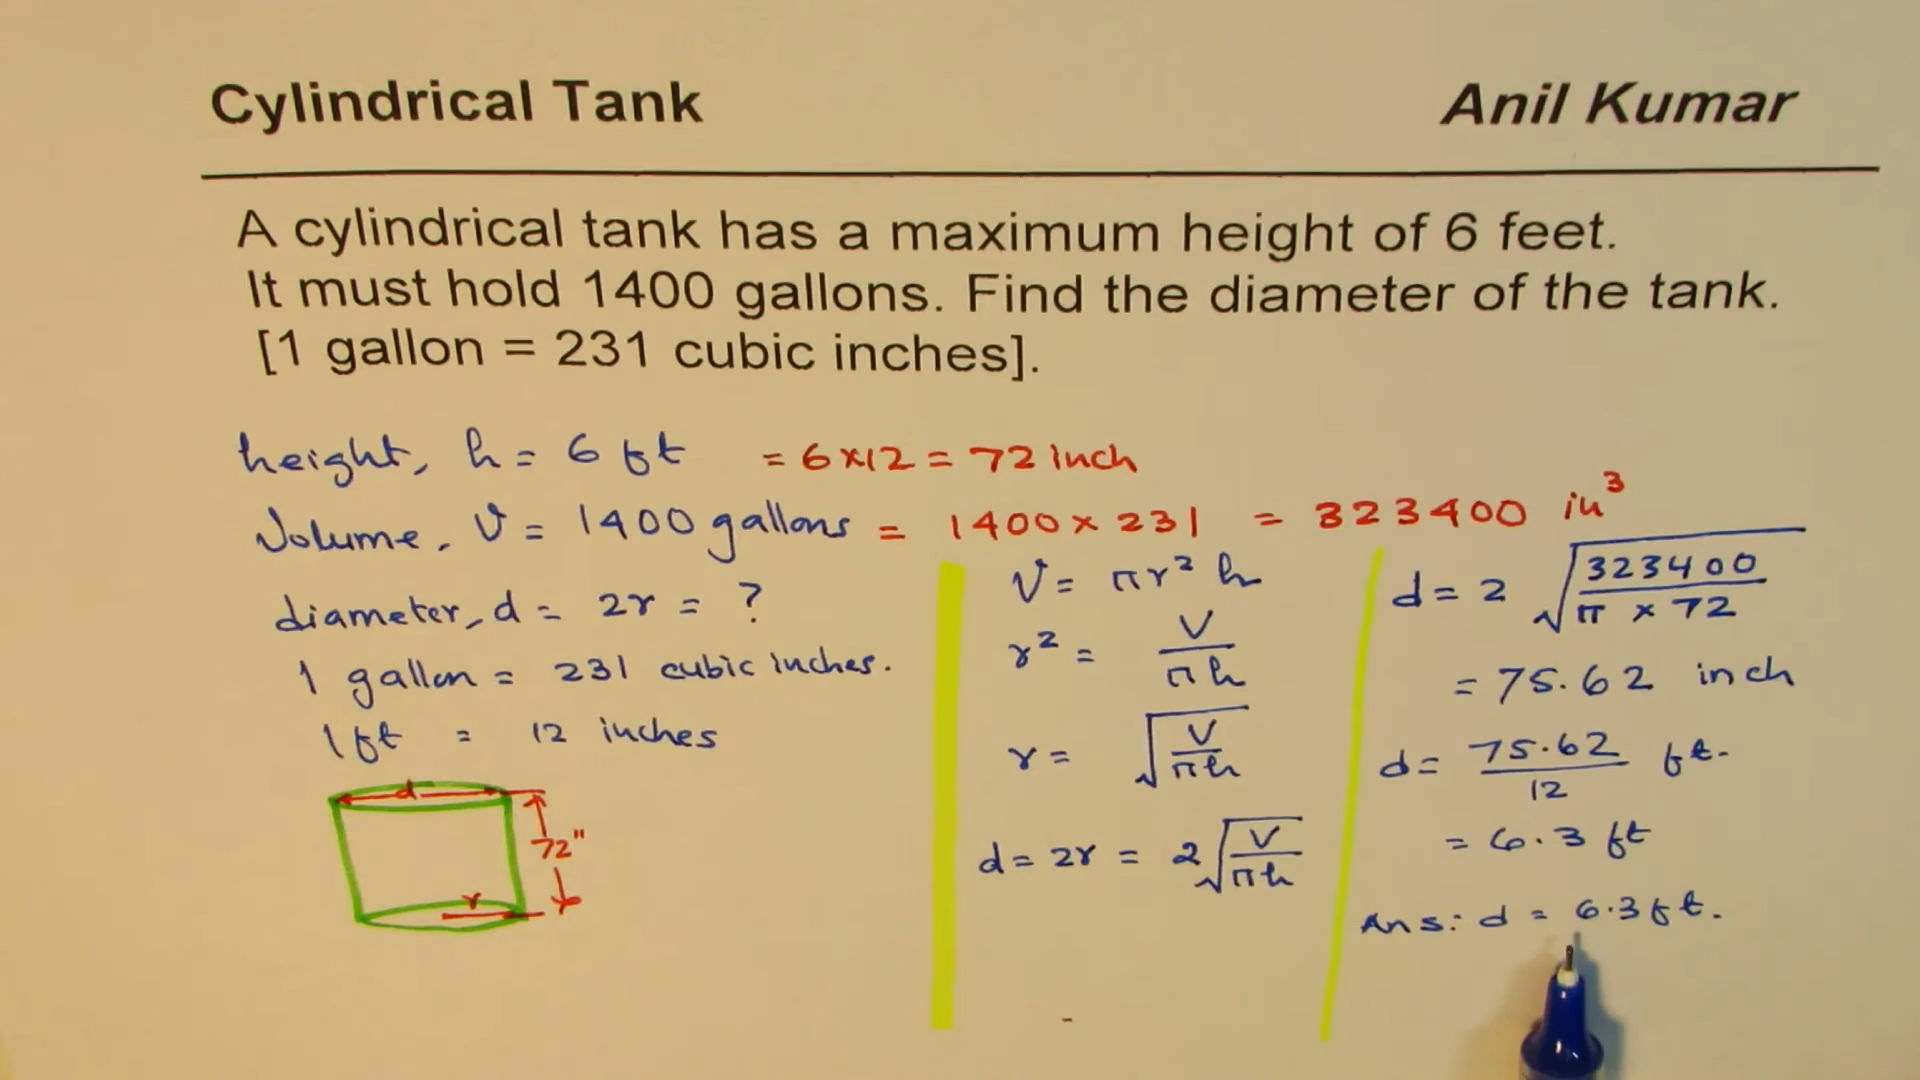 Cylindrical Tank
Anil Kumar
A cylindrical tank has a maximum height of 6 feet.
It must hold 1400 gallons. Find the diameter of the tank.
[1 gallon = 231 cubic inches].
height, h = 6 ft = 6×12 = 72 inch
Volume, V = 1400 gallons = 1400 × 231 = 323400 in³
diameter, d = 2r = ?
1 gallon = 231 cubic inches.
1 ft = 12 inches
d
72"
r
V = πr² h
r² = V/πh
r = √(V/πh)
d = 2r = 2√(V/πh)
d = 2 √(323400/π × 72)
= 75.62 inch
d = 75.62/12 ft.
= 6.3 ft
Ans: d = 6.3 ft.